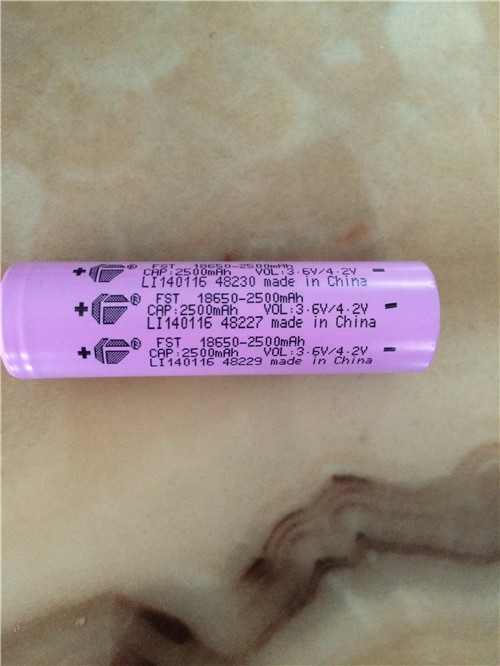 + ® FST 18650-2500mAh
CAP:2500mAh VOL:3.6V/4.2V -
LI140116 48230 made in China
+ ® FST 18650-2500mAh
CAP:2500mAh VOL:3.6V/4.2V -
LI140116 48227 made in China
+ ® FST 18650-2500mAh
CAP:2500mAh VOL:3.6V/4.2V -
LI140116 48229 made in China